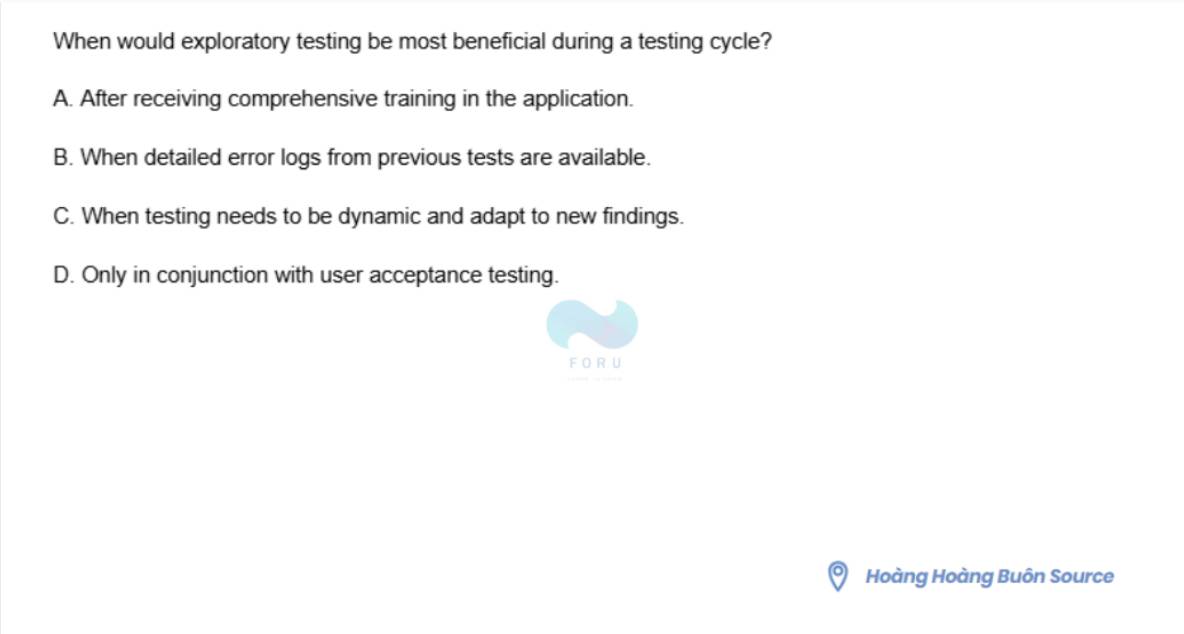 When would exploratory testing be most beneficial during a testing cycle?
A. After receiving comprehensive training in the application.
B. When detailed error logs from previous tests are available.
C. When testing needs to be dynamic and adapt to new findings.
D. Only in conjunction with user acceptance testing.
FORU
Hoàng Hoàng Buôn Source